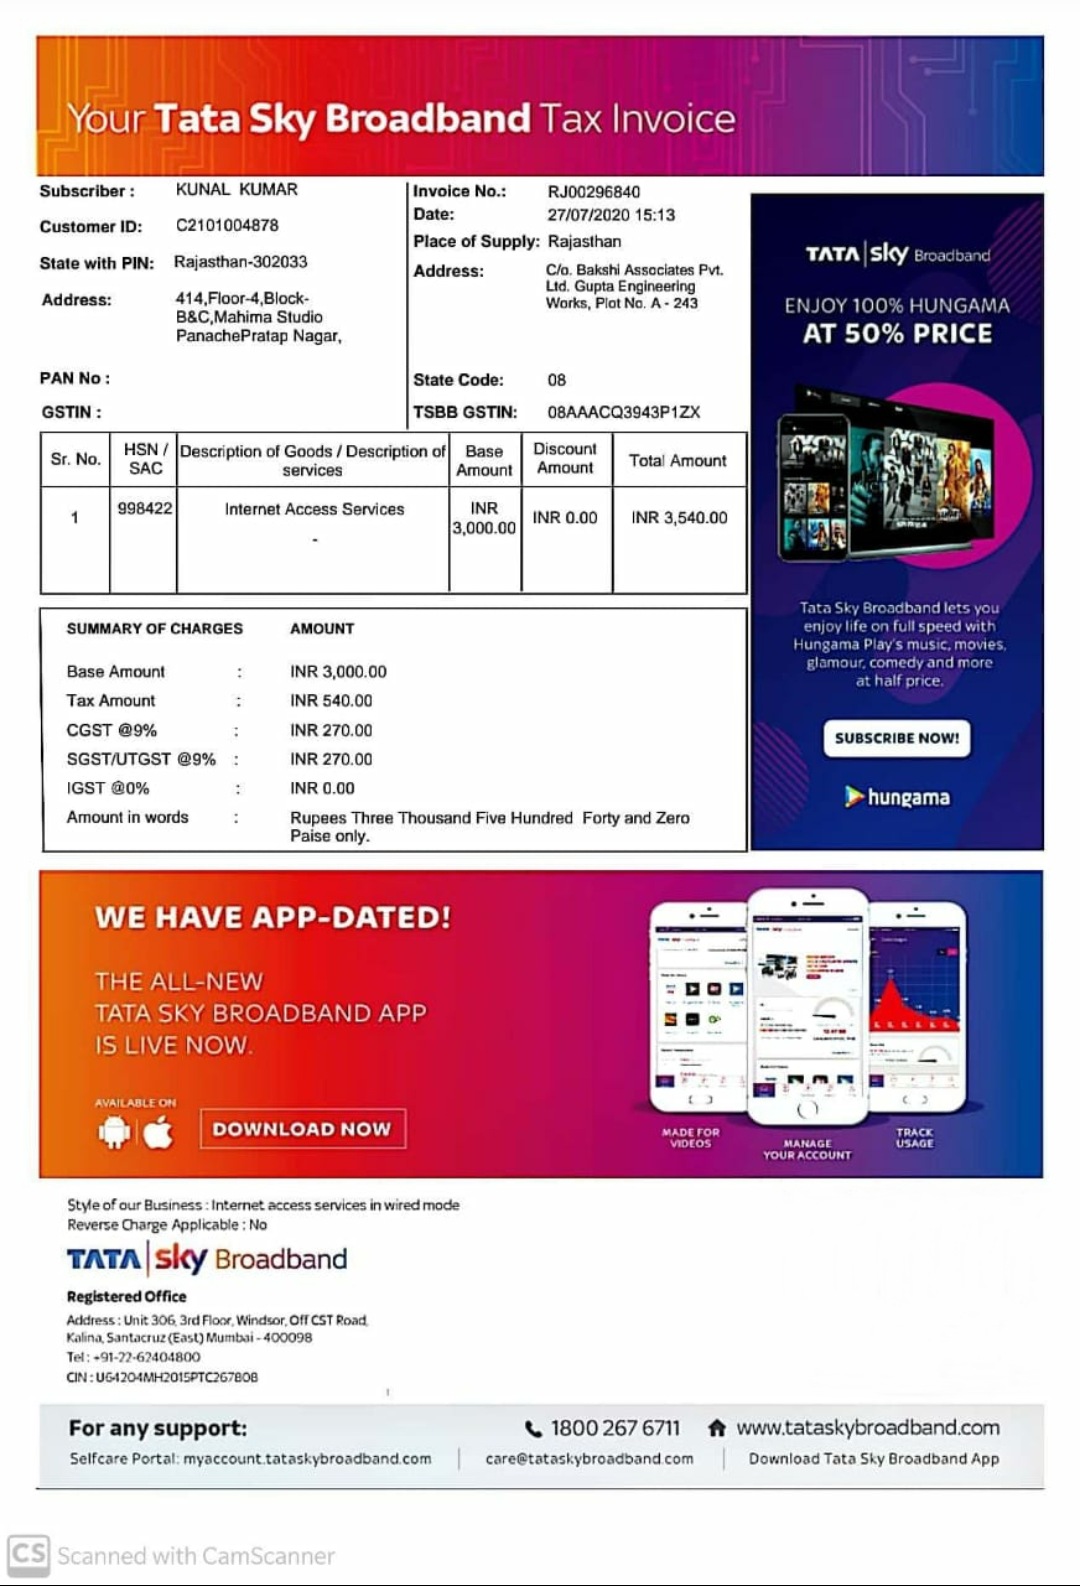 Your Tata Sky Broadband Tax Invoice
Subscriber : KUNAL KUMAR
Customer ID: C2101004878
State with PIN: Rajasthan-302033
Address: 414,Floor-4,Block-
B&C,Mahima Studio
PanachePratap Nagar,
PAN No :
GSTIN :
Invoice No.: RJ00296840
Date: 27/07/2020 15:13
Place of Supply: Rajasthan
Address: C/o. Bakshi Associates Pvt.
Ltd. Gupta Engineering
Works, Plot No. A - 243
State Code: 08
TSBB GSTIN: 08AAACQ3943P1ZX
Sr. No. HSN / SAC Description of Goods / Description of services Base Amount Discount Amount Total Amount
1 998422 Internet Access Services - INR 3,000.00 INR 0.00 INR 3,540.00
SUMMARY OF CHARGES AMOUNT
Base Amount : INR 3,000.00
Tax Amount : INR 540.00
CGST @9% : INR 270.00
SGST/UTGST @9% : INR 270.00
IGST @0% : INR 0.00
Amount in words : Rupees Three Thousand Five Hundred Forty and Zero
Paise only.
TATA sky Broadband
ENJOY 100% HUNGAMA
AT 50% PRICE
Tata Sky Broadband lets you
enjoy life on full speed with
Hungama Play's music, movies,
glamour, comedy and more
at half price.
SUBSCRIBE NOW!
hungama
WE HAVE APP-DATED!
THE ALL-NEW
TATA SKY BROADBAND APP
IS LIVE NOW.
AVAILABLE ON
DOWNLOAD NOW
MADE FOR
VIDEOS
MANAGE
YOUR ACCOUNT
TRACK
USAGE
Style of our Business : Internet access services in wired mode
Reverse Charge Applicable : No
TATA sky Broadband
Registered Office
Address : Unit 306, 3rd Floor, Windsor, Off CST Road,
Kalina, Santacruz (East) Mumbai - 400098
Tel : +91-22-62404800
CIN : U64204MH2015PTC267808
For any support: 1800 267 6711 www.tataskybroadband.com
Selfcare Portal: myaccount.tataskybroadband.com care@tataskybroadband.com Download Tata Sky Broadband App
CS Scanned with CamScanner